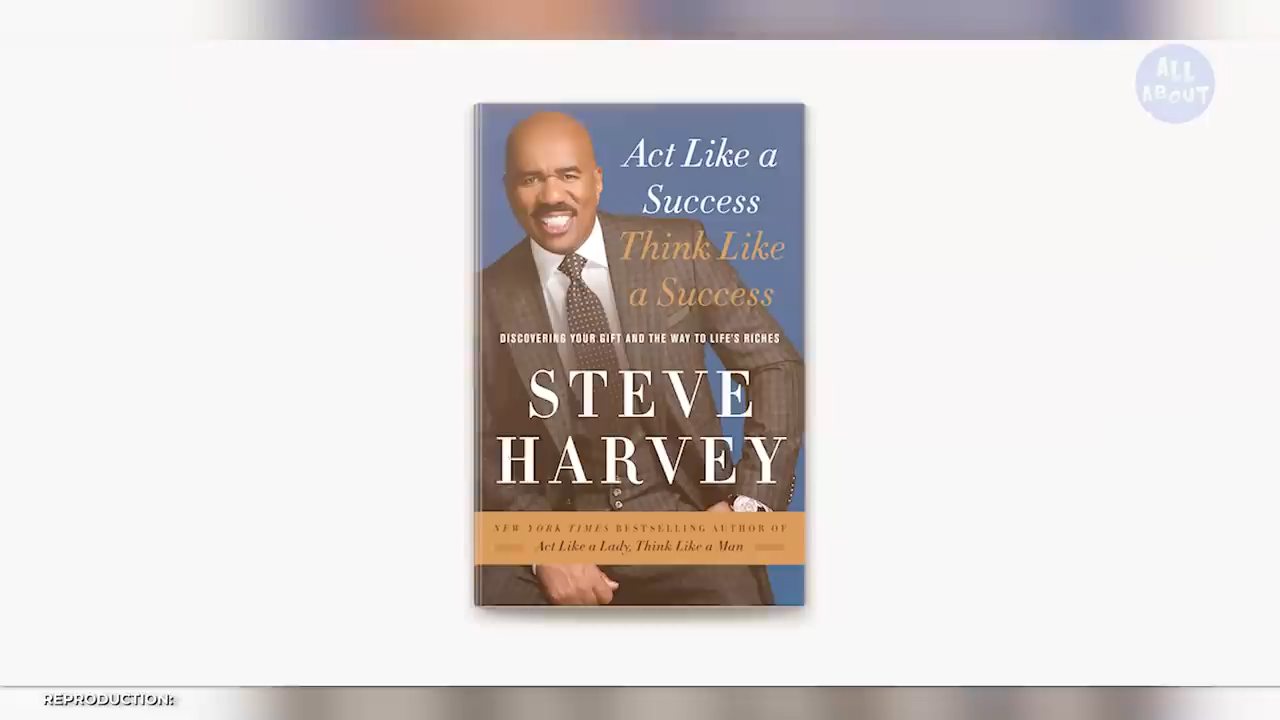 ALL
ABOUT
Act Like a
Success
Think Like
a Success
DISCOVERING YOUR GIFT AND THE WAY TO LIFE'S RICHES
STEVE
HARVEY
NEW YORK TIMES BESTSELLING AUTHOR OF
Act Like a Lady, Think Like a Man
REPRODUCTION: